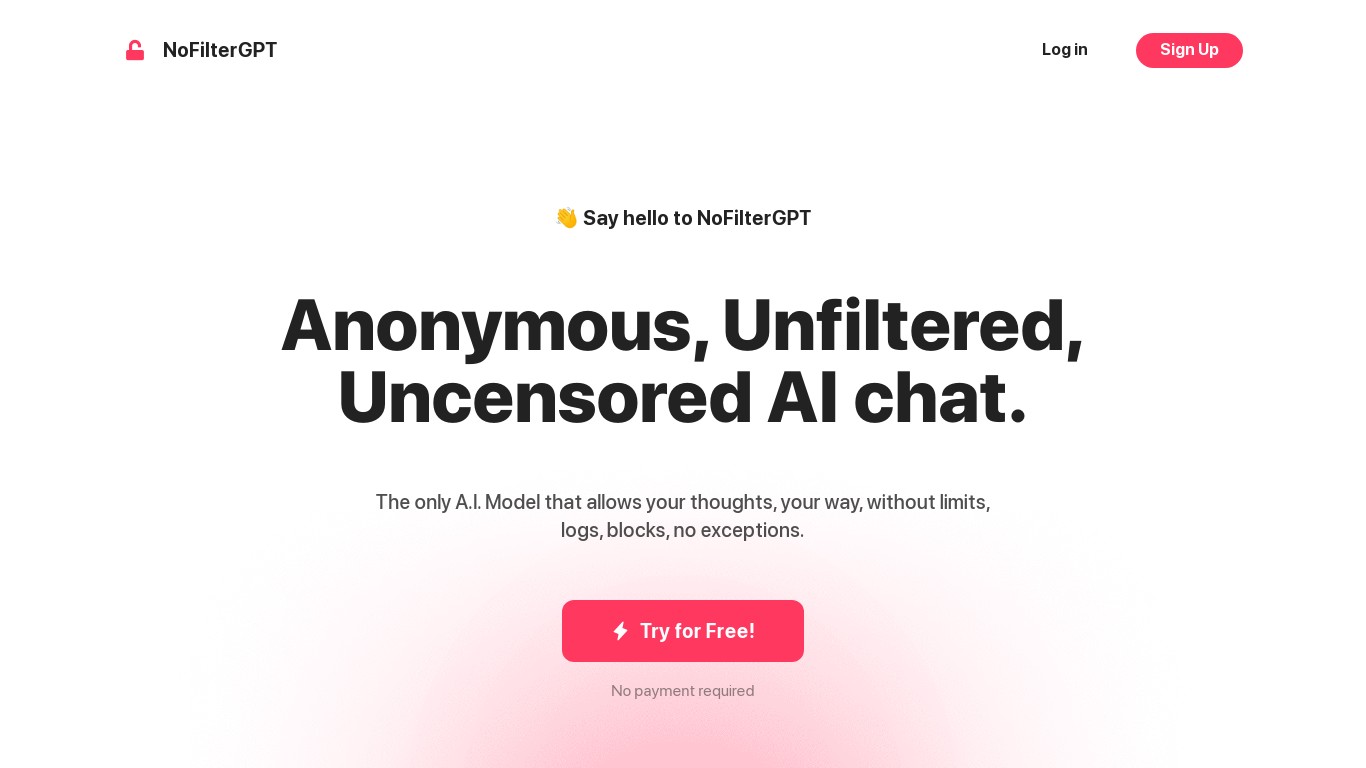 NoFilterGPT
Log in
Sign Up
👋 Say hello to NoFilterGPT
Anonymous, Unfiltered,
Uncensored AI chat.
The only A.I. Model that allows your thoughts, your way, without limits,
logs, blocks, no exceptions.
Try for Free!
No payment required